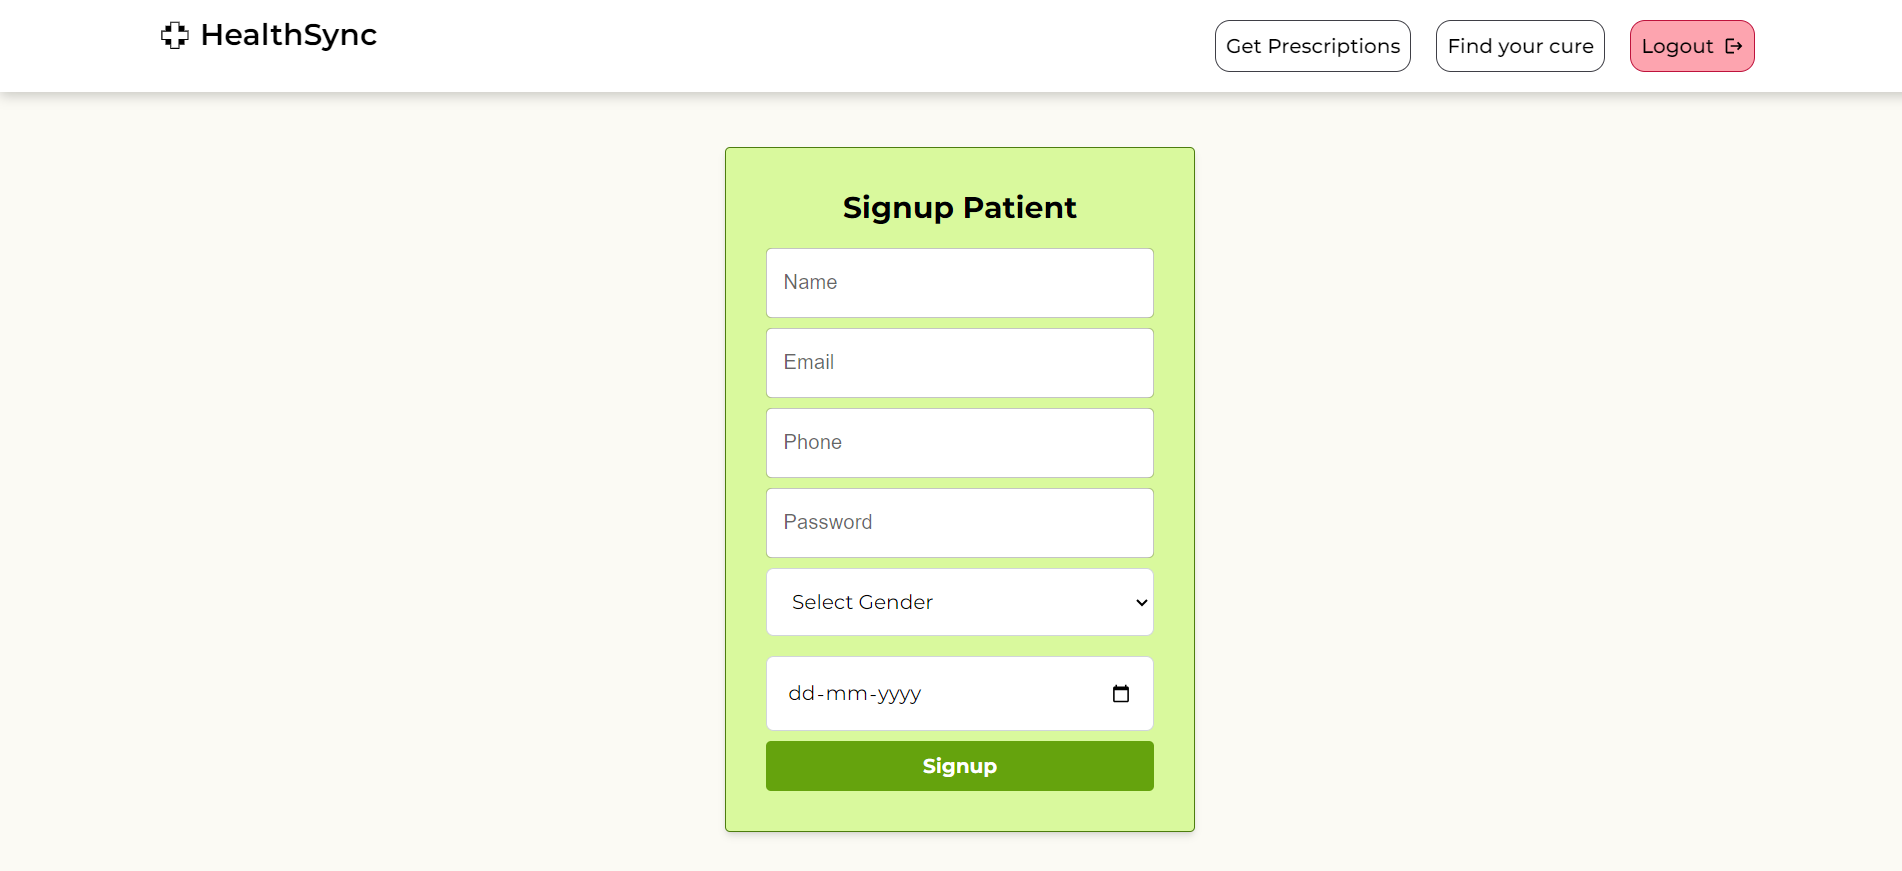 HealthSync
Get Prescriptions
Find your cure
Logout
Signup Patient
Name
Email
Phone
Password
Select Gender
dd-mm-yyyy
Signup